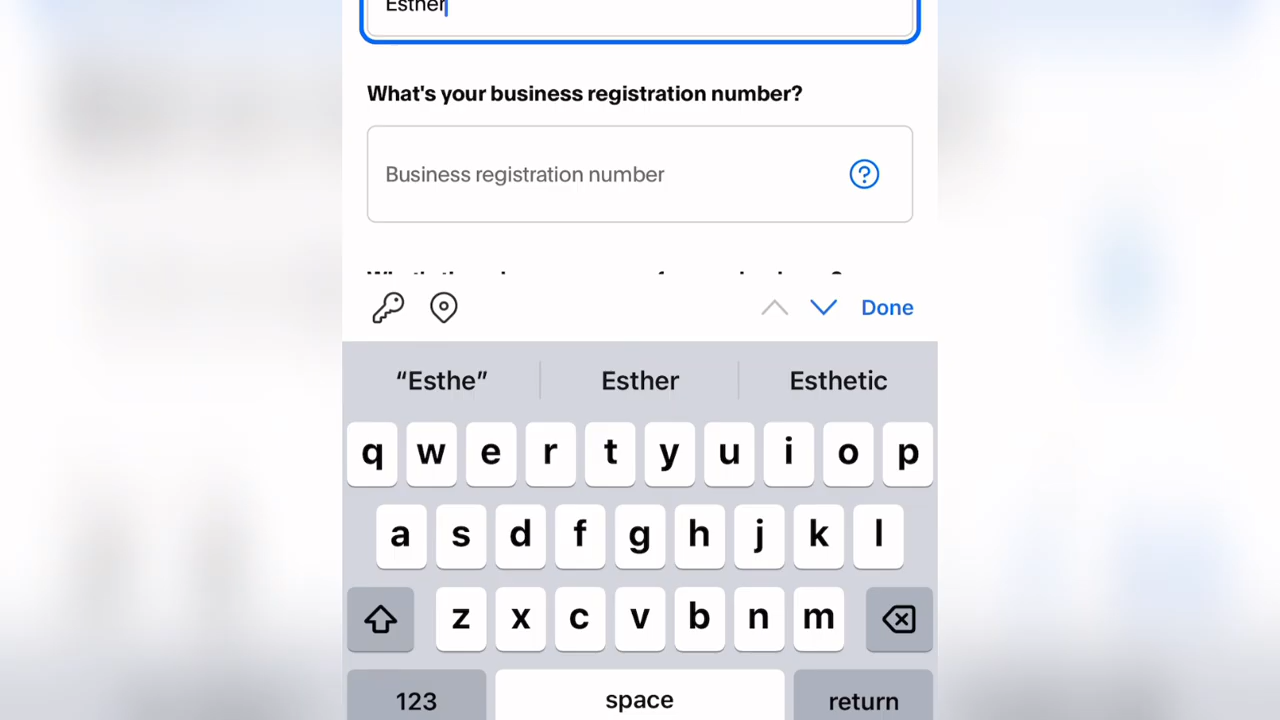 Esther
What's your business registration number?
Business registration number
Done
“Esthe” Esther Esthetic
q w e r t y u i o p
a s d f g h j k l
z x c v b n m
123 space return